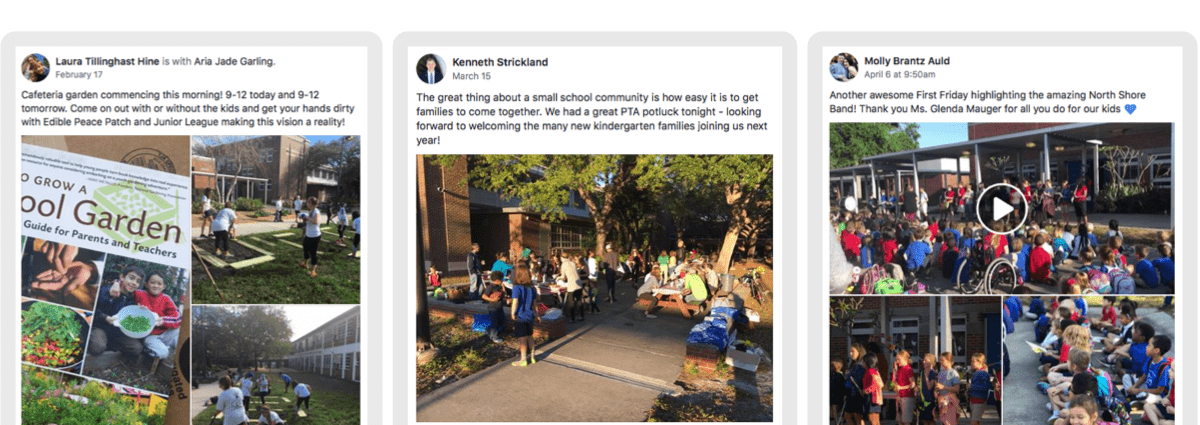 Laura Tillinghast Hine is with Aria Jade Garling.
February 17
Cafeteria garden commencing this morning! 9-12 today and 9-12
tomorrow. Come on out with or without the kids and get your hands dirty
with Edible Peace Patch and Junior League making this vision a reality!
O GROW A
ool Garden
Guide for Parents and Teachers
Kenneth Strickland
March 15
The great thing about a small school community is how easy it is to get
families to come together. We had a great PTA potluck tonight - looking
forward to welcoming the many new kindergarten families joining us next
year!
Molly Brantz Auld
April 6 at 9:50am
Another awesome First Friday highlighting the amazing North Shore
Band! Thank you Ms. Glenda Mauger for all you do for our kids 💙